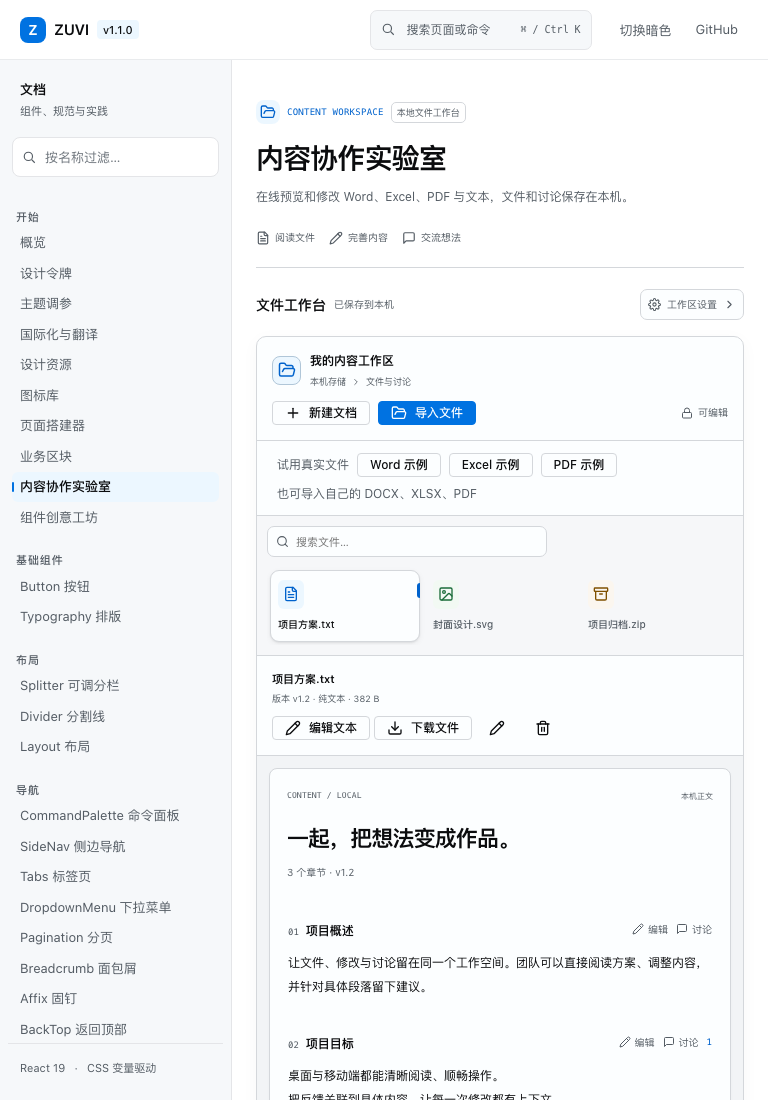 Z ZUVI v1.1.0
搜索页面或命令 ⌘ / Ctrl K
切换暗色
GitHub
文档
组件、规范与实践
按名称过滤...
开始
概览
设计令牌
主题调参
国际化与翻译
设计资源
图标库
页面搭建器
业务区块
内容协作实验室
组件创意工坊
基础组件
Button 按钮
Typography 排版
布局
Splitter 可调分栏
Divider 分割线
Layout 布局
导航
CommandPalette 命令面板
SideNav 侧边导航
Tabs 标签页
DropdownMenu 下拉菜单
Pagination 分页
Breadcrumb 面包屑
Affix 固钉
BackTop 返回顶部
React 19 · CSS 变量驱动
CONTENT WORKSPACE 本地文件工作台
内容协作实验室
在线预览和修改 Word、Excel、PDF 与文本，文件和讨论保存在本机。
阅读文件 完善内容 交流想法
文件工作台 已保存到本机
工作区设置
我的内容工作区
本机存储 > 文件与讨论
新建文档 导入文件
可编辑
试用真实文件 Word 示例 Excel 示例 PDF 示例
也可导入自己的 DOCX、XLSX、PDF
搜索文件...
项目方案.txt
封面设计.svg
项目归档.zip
项目方案.txt
版本 v1.2 · 纯文本 · 382 B
编辑文本 下载文件
CONTENT / LOCAL
本机正文
一起，把想法变成作品。
3 个章节 · v1.2
01 项目概述 编辑 讨论
让文件、修改与讨论留在同一个工作空间。团队可以直接阅读方案、调整内容，
并针对具体段落留下建议。
02 项目目标 编辑 讨论 1
桌面与移动端都能清晰阅读、顺畅操作。
把反馈关联到具体内容，让每一次修改都有上下文。